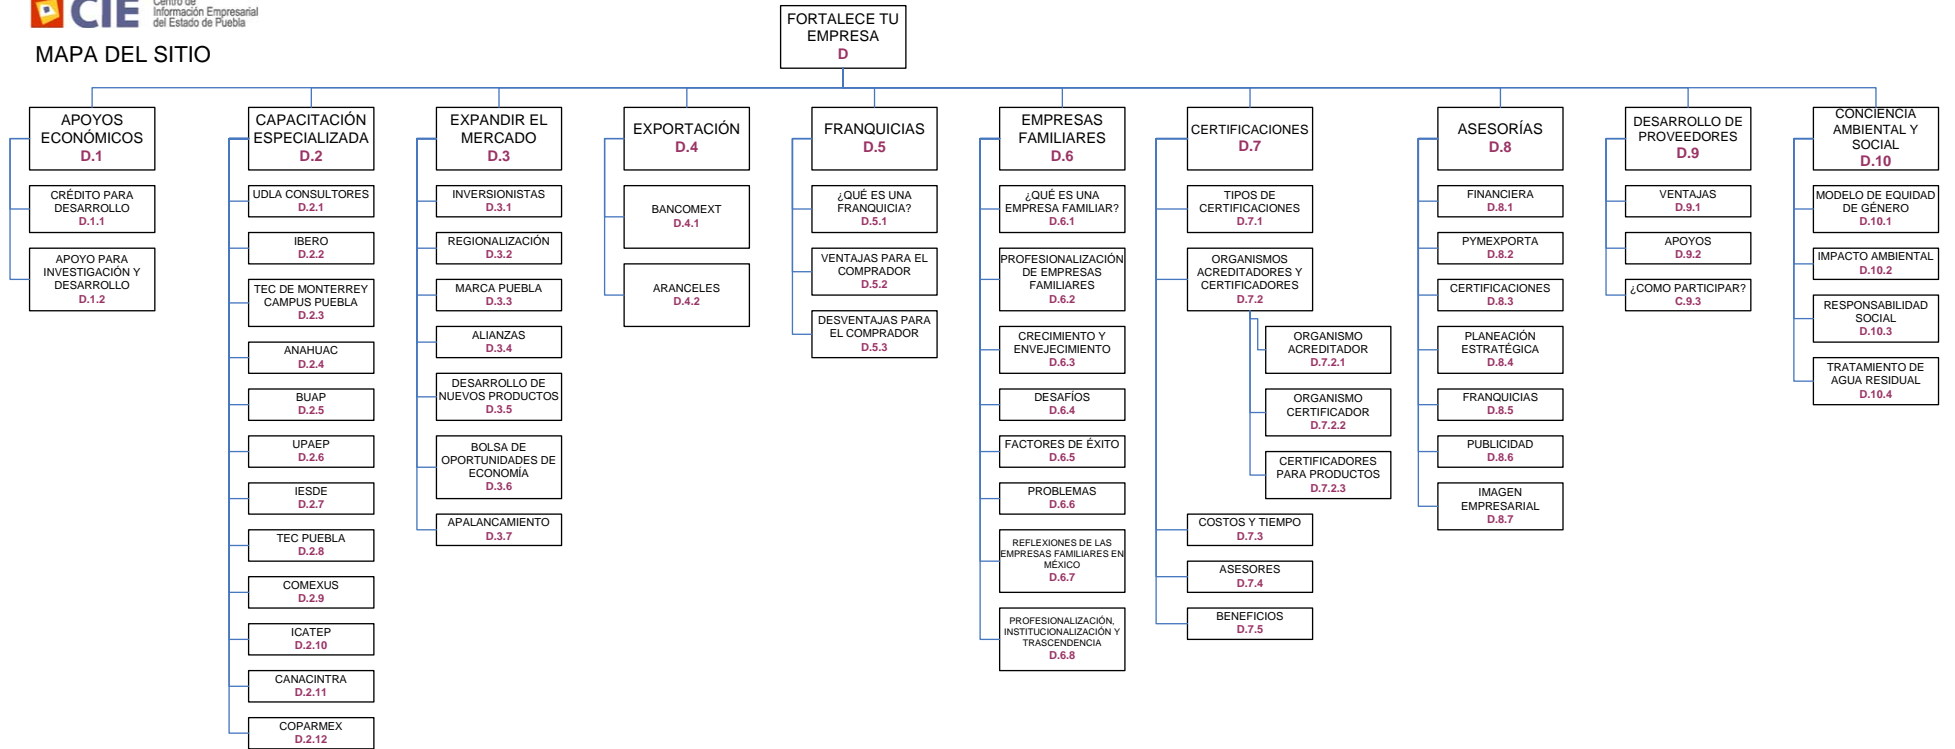 CIE
Centro de
Información Empresarial
del Estado de Puebla
MAPA DEL SITIO
FORTALECE TU
EMPRESA
D
APOYOS
ECONÓMICOS
D.1
CRÉDITO PARA
DESARROLLO
D.1.1
APOYO PARA
INVESTIGACIÓN Y
DESARROLLO
D.1.2
CAPACITACIÓN
ESPECIALIZADA
D.2
UDLA CONSULTORES
D.2.1
IBERO
D.2.2
TEC DE MONTERREY
CAMPUS PUEBLA
D.2.3
ANAHUAC
D.2.4
BUAP
D.2.5
UPAEP
D.2.6
IESDE
D.2.7
TEC PUEBLA
D.2.8
COMEXUS
D.2.9
ICATEP
D.2.10
CANACINTRA
D.2.11
COPARMEX
D.2.12
EXPANDIR EL
MERCADO
D.3
INVERSIONISTAS
D.3.1
REGIONALIZACIÓN
D.3.2
MARCA PUEBLA
D.3.3
ALIANZAS
D.3.4
DESARROLLO DE
NUEVOS PRODUCTOS
D.3.5
BOLSA DE
OPORTUNIDADES DE
ECONOMÍA
D.3.6
APALANCAMIENTO
D.3.7
EXPORTACIÓN
D.4
BANCOMEXT
D.4.1
ARANCELES
D.4.2
FRANQUICIAS
D.5
¿QUÉ ES UNA
FRANQUICIA?
D.5.1
VENTAJAS PARA EL
COMPRADOR
D.5.2
DESVENTAJAS PARA
EL COMPRADOR
D.5.3
EMPRESAS
FAMILIARES
D.6
¿QUÉ ES UNA
EMPRESA FAMILIAR?
D.6.1
PROFESIONALIZACIÓN
DE EMPRESAS
FAMILIARES
D.6.2
CRECIMIENTO Y
ENVEJECIMIENTO
D.6.3
DESAFÍOS
D.6.4
FACTORES DE ÉXITO
D.6.5
PROBLEMAS
D.6.6
REFLEXIONES DE LAS
EMPRESAS FAMILIARES EN
MÉXICO
D.6.7
PROFESIONALIZACIÓN,
INSTITUCIONALIZACIÓN Y
TRASCENDENCIA
D.6.8
CERTIFICACIONES
D.7
TIPOS DE
CERTIFICACIONES
D.7.1
ORGANISMOS
ACREDITADORES Y
CERTIFICADORES
D.7.2
ORGANISMO
ACREDITADOR
D.7.2.1
ORGANISMO
CERTIFICADOR
D.7.2.2
CERTIFICADORES
PARA PRODUCTOS
D.7.2.3
COSTOS Y TIEMPO
D.7.3
ASESORES
D.7.4
BENEFICIOS
D.7.5
ASESORÍAS
D.8
FINANCIERA
D.8.1
PYMEXPORTA
D.8.2
CERTIFICACIONES
D.8.3
PLANEACIÓN
ESTRATÉGICA
D.8.4
FRANQUICIAS
D.8.5
PUBLICIDAD
D.8.6
IMAGEN
EMPRESARIAL
D.8.7
DESARROLLO DE
PROVEEDORES
D.9
VENTAJAS
D.9.1
APOYOS
D.9.2
¿COMO PARTICIPAR?
C.9.3
CONCIENCIA
AMBIENTAL Y
SOCIAL
D.10
MODELO DE EQUIDAD
DE GÉNERO
D.10.1
IMPACTO AMBIENTAL
D.10.2
RESPONSABILIDAD
SOCIAL
D.10.3
TRATAMIENTO DE
AGUA RESIDUAL
D.10.4